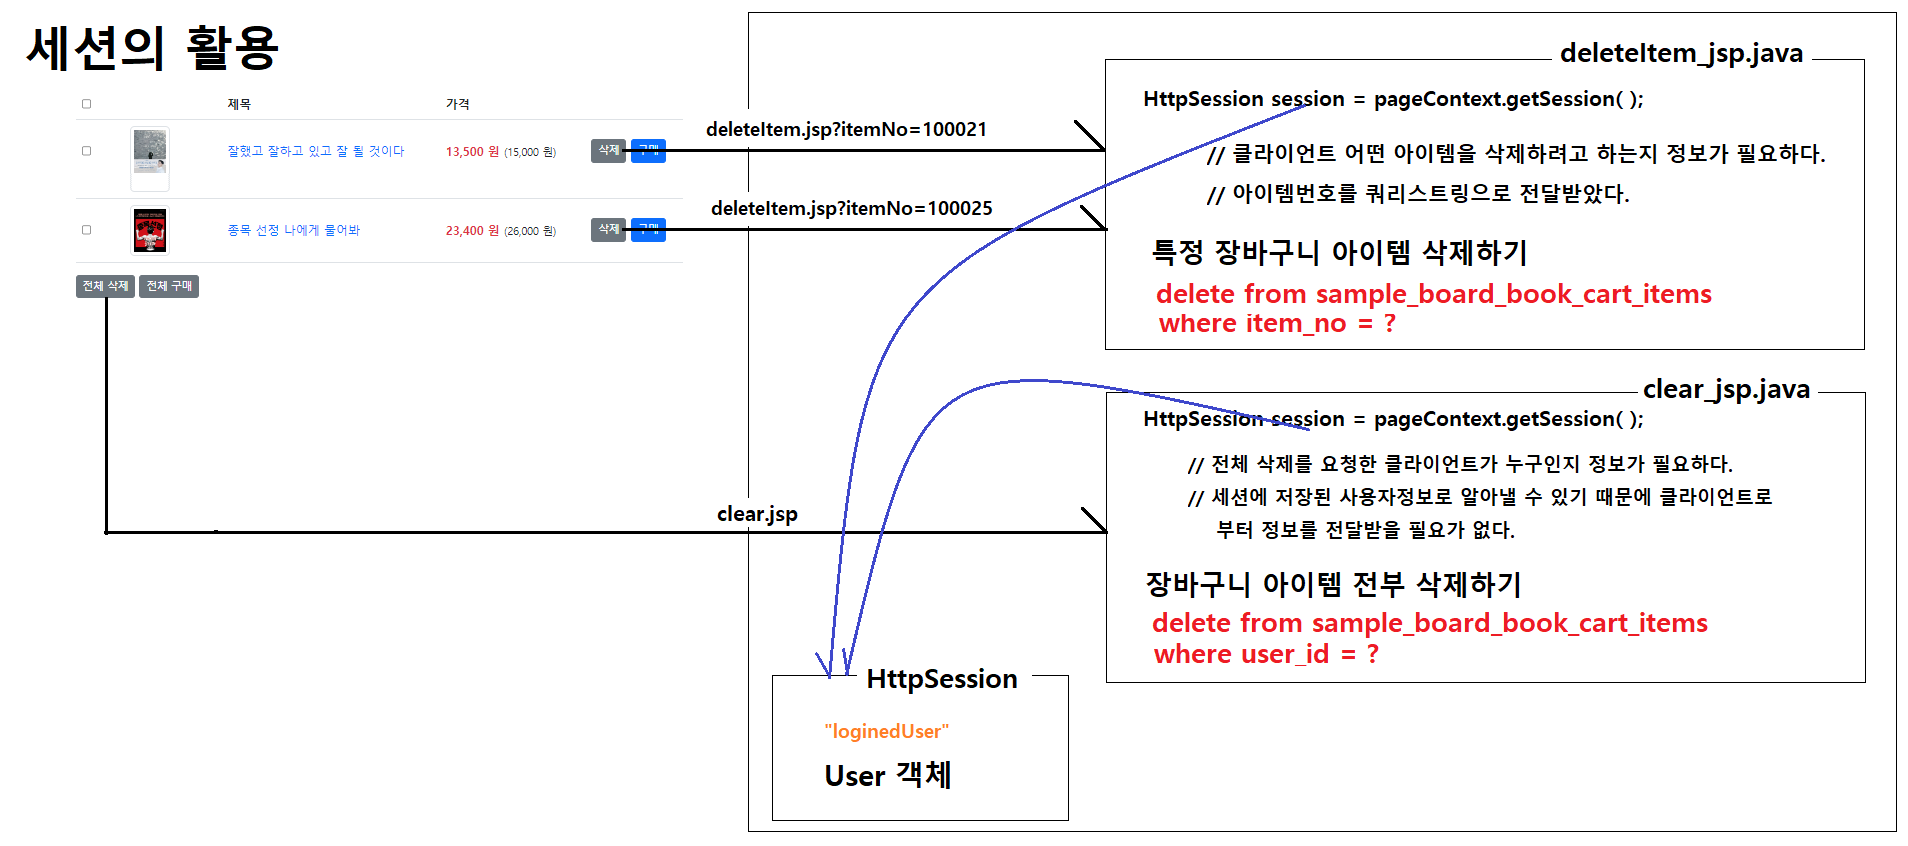 세션의 활용
제목 가격
잘했고 잘하고 있고 잘 될 것이다 13,500 원 (15,000 원) 삭제 구매
종목 선정 나에게 물어봐 23,400 원 (26,000 원) 삭제 구매
전체 삭제 전체 구매
deleteItem.jsp?itemNo=100021
deleteItem.jsp?itemNo=100025
clear.jsp
deleteItem_jsp.java
HttpSession session = pageContext.getSession( );
// 클라이언트 어떤 아이템을 삭제하려고 하는지 정보가 필요하다.
// 아이템번호를 쿼리스트링으로 전달받았다.
특정 장바구니 아이템 삭제하기
delete from sample_board_book_cart_items
where item_no = ?
clear_jsp.java
HttpSession session = pageContext.getSession( );
// 전체 삭제를 요청한 클라이언트가 누구인지 정보가 필요하다.
// 세션에 저장된 사용자정보로 알아낼 수 있기 때문에 클라이언트로
부터 정보를 전달받을 필요가 없다.
장바구니 아이템 전부 삭제하기
delete from sample_board_book_cart_items
where user_id = ?
HttpSession
"loginedUser"
User 객체